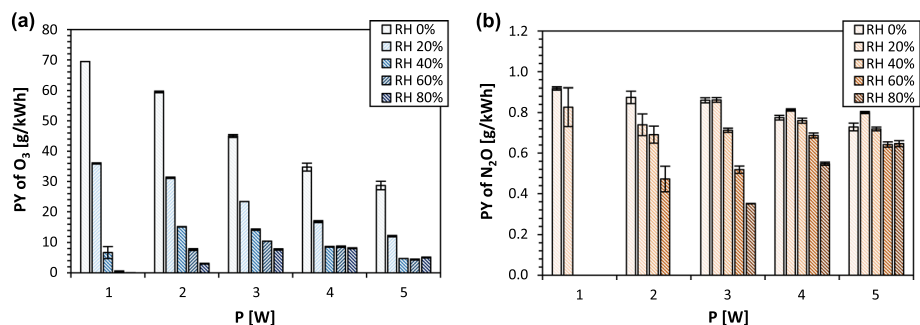 (a)
PY of O3 [g/kWh]
80
70
60
50
40
30
20
10
0
RH 0%
RH 20%
RH 40%
RH 60%
RH 80%
1 2 3 4 5
P [W]
(b)
PY of N2O [g/kWh]
1.2
1.0
0.8
0.6
0.4
0.2
0.0
RH 0%
RH 20%
RH 40%
RH 60%
RH 80%
1 2 3 4 5
P [W]